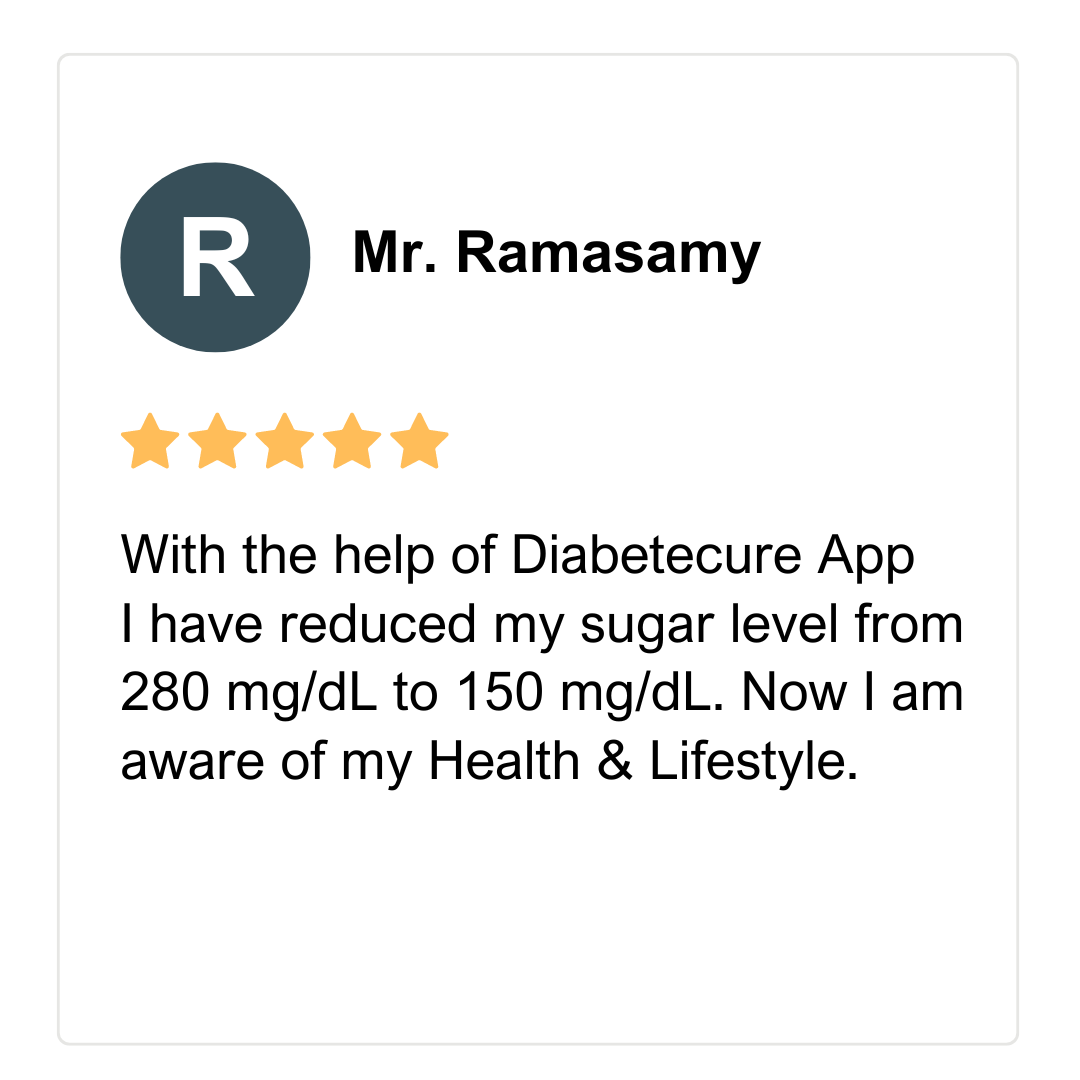 R
Mr. Ramasamy
With the help of Diabetecure App
I have reduced my sugar level from
280 mg/dL to 150 mg/dL. Now I am
aware of my Health & Lifestyle.